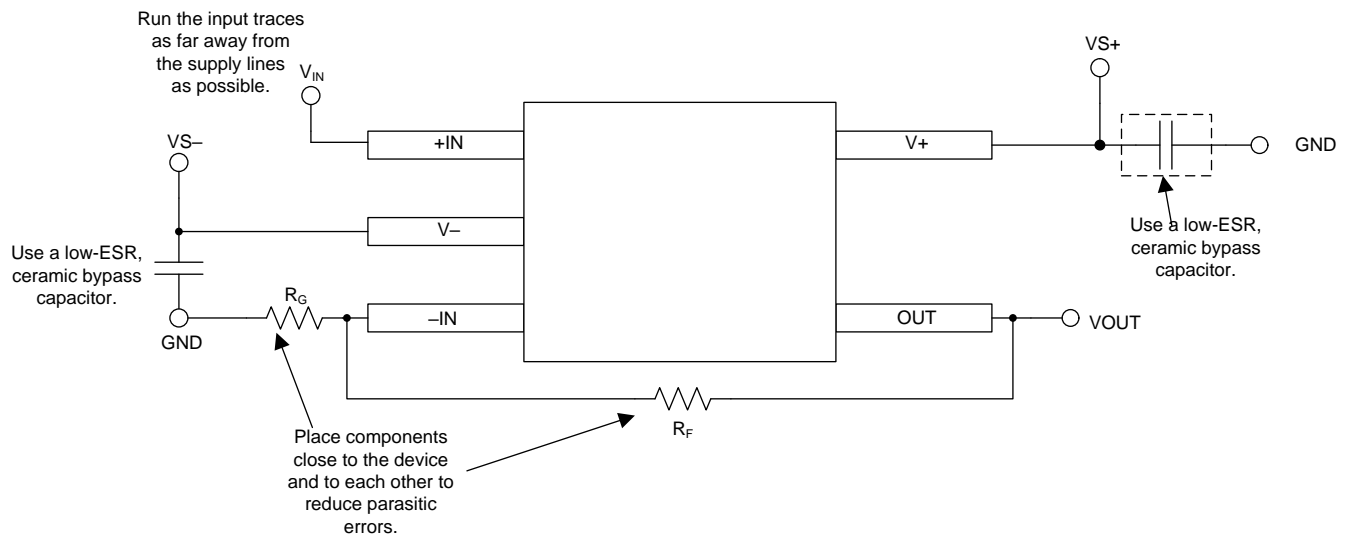 Run the input traces
as far away from
the supply lines
as possible.
VIN
VS+
VS–
+IN
V+
GND
V–
Use a low-ESR,
ceramic bypass
capacitor.
Use a low-ESR,
ceramic bypass
capacitor.
RG
–IN
OUT
VOUT
GND
RF
Place components
close to the device
and to each other to
reduce parasitic
errors.